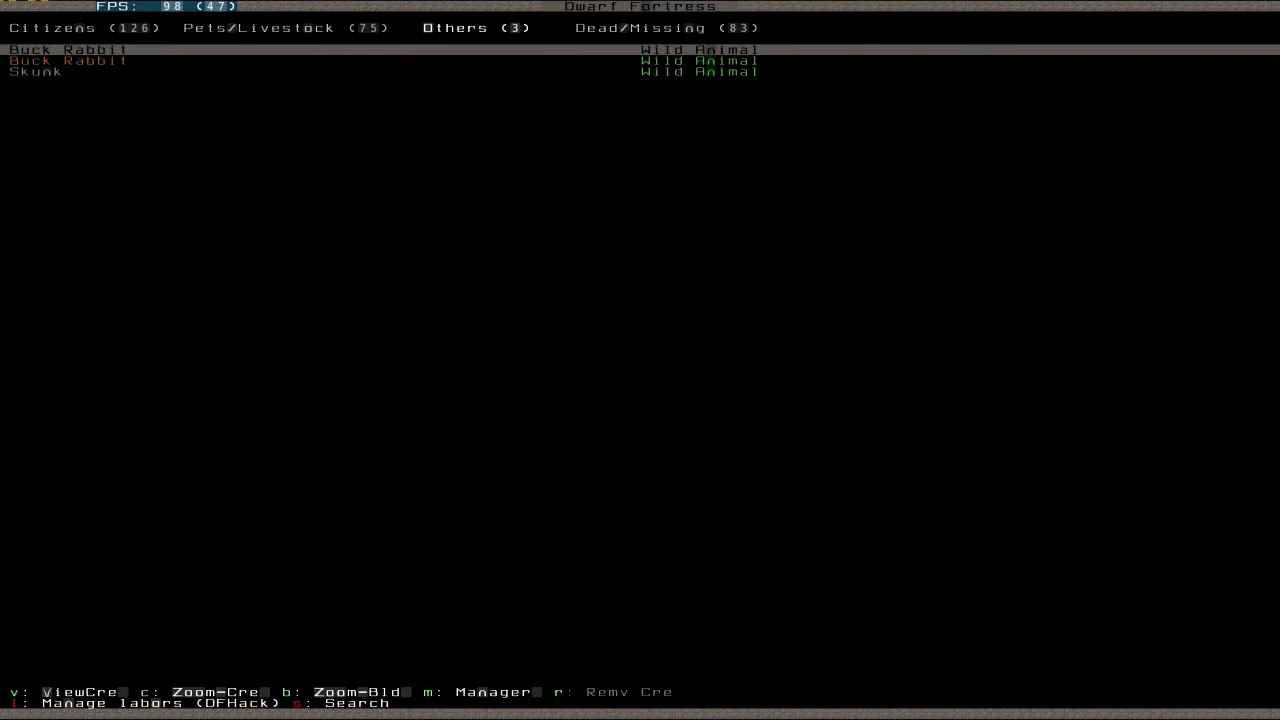 FPS: 98 (47) Dwarf Fortress
Citizens (126) Pets/Livestock (75) Others (3) Dead/Missing (83)
Buck Rabbit Wild Animal
Buck Rabbit Wild Animal
Skunk Wild Animal
v: ViewCre c: Zoom-Cre b: Zoom-Bld m: Manager r: Remv Cre
l: Manage labors (DFHack) s: Search